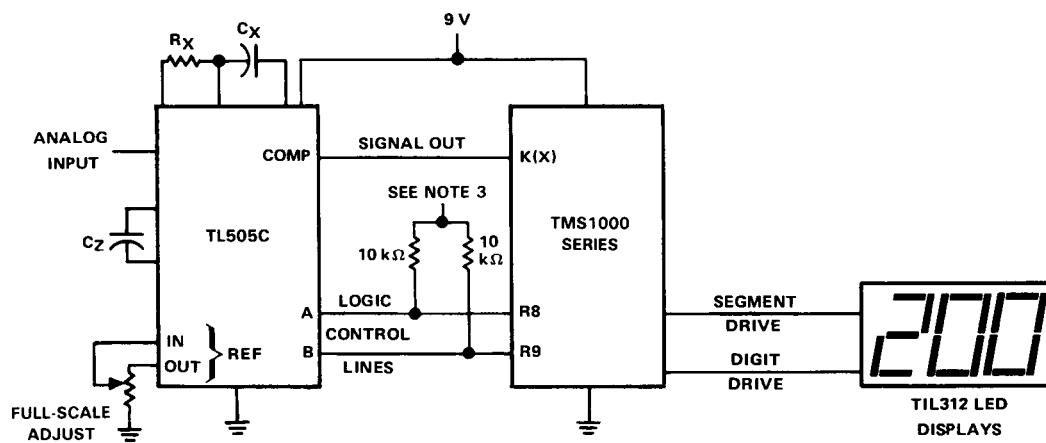 9 V
RX
CX
ANALOG
INPUT
COMP
SIGNAL OUT
K(X)
SEE NOTE 3
TL505C
TMS1000
SERIES
CZ
10 kΩ
10
kΩ
A
LOGIC
R8
CONTROL
B
LINES
R9
SEGMENT
DRIVE
DIGIT
DRIVE
200
IN
OUT
REF
FULL-SCALE
ADJUST
TIL312 LED
DISPLAYS